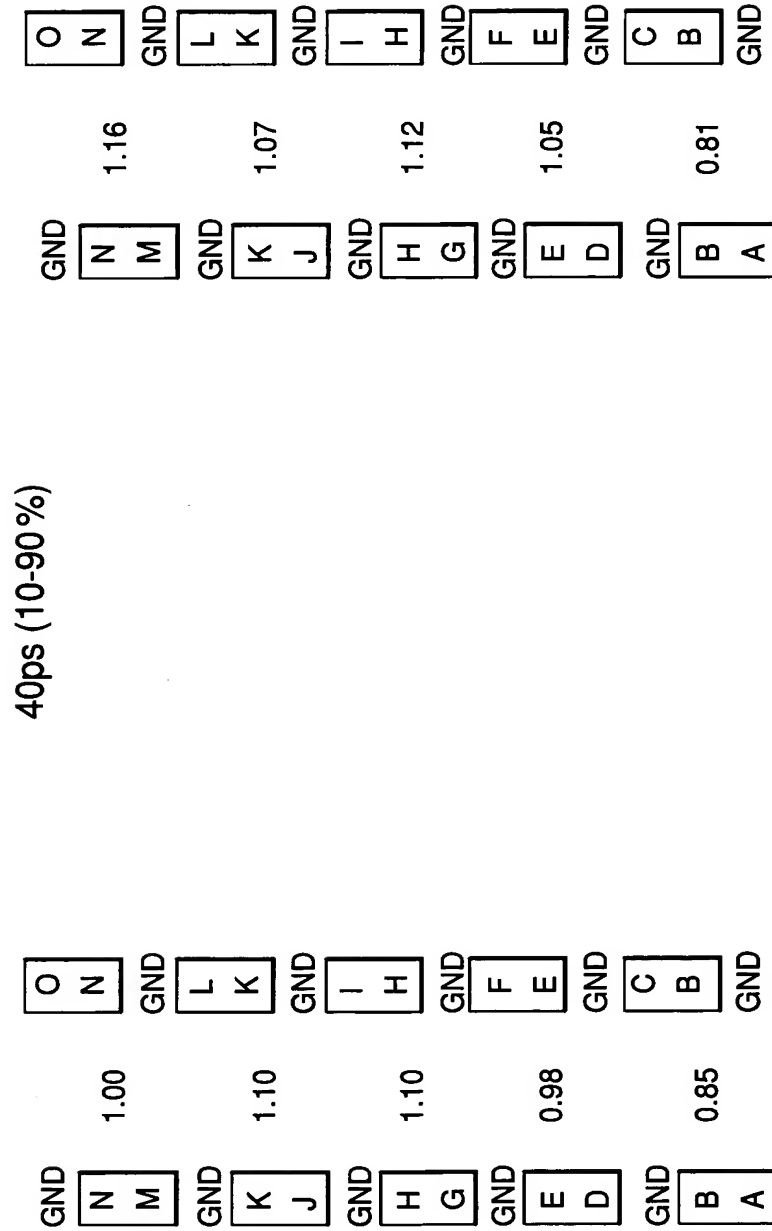 40ps (10-90%)
GND O GND O
N N N N
1.00 1.16
M GND M GND
GND L GND L
K K K K
1.10 1.07
J GND J GND
GND I GND I
H H H H
1.10 1.12
G GND G GND
GND F GND F
E E E E
0.98 1.05
D GND D GND
GND C GND C
B B B B
0.85 0.81
A GND A GND